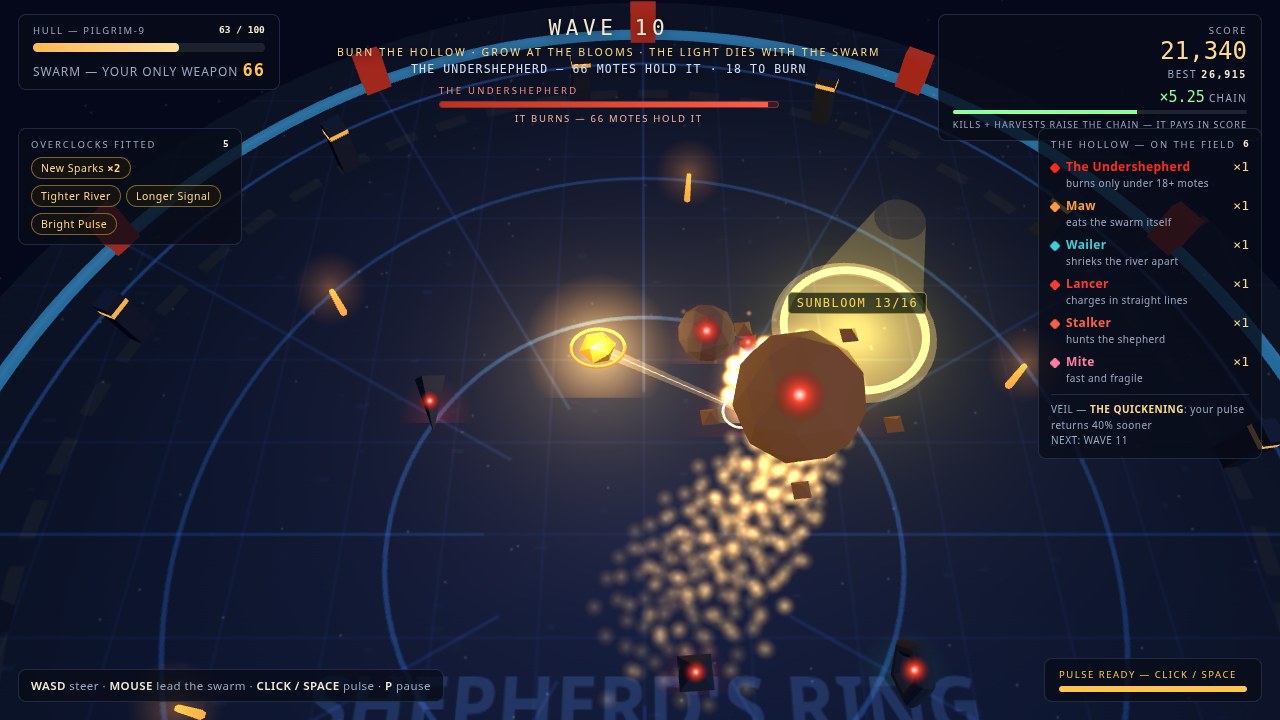 HULL — PILGRIM-9 63 / 100
SWARM — YOUR ONLY WEAPON 66
WAVE 10
BURN THE HOLLOW · GROW AT THE BLOOMS · THE LIGHT DIES WITH THE SWARM
THE UNDERSHEPHERD — 66 MOTES HOLD IT · 18 TO BURN
THE UNDERSHEPHERD
IT BURNS — 66 MOTES HOLD IT
SCORE
21,340
BEST 26,915
×5.25 CHAIN
KILLS + HARVESTS RAISE THE CHAIN — IT PAYS IN SCORE
OVERCLOCKS FITTED 5
New Sparks ×2
Tighter River
Longer Signal
Bright Pulse
THE HOLLOW — ON THE FIELD 6
The Undershepherd ×1
burns only under 18+ motes
Maw ×1
eats the swarm itself
Wailer ×1
shrieks the river apart
Lancer ×1
charges in straight lines
Stalker ×1
hunts the shepherd
Mite ×1
fast and fragile
VEIL — THE QUICKENING: your pulse
returns 40% sooner
NEXT: WAVE 11
SUNBLOOM 13/16
WASD steer · MOUSE lead the swarm · CLICK / SPACE pulse · P pause
PULSE READY — CLICK / SPACE
SHEPHERD'S RING